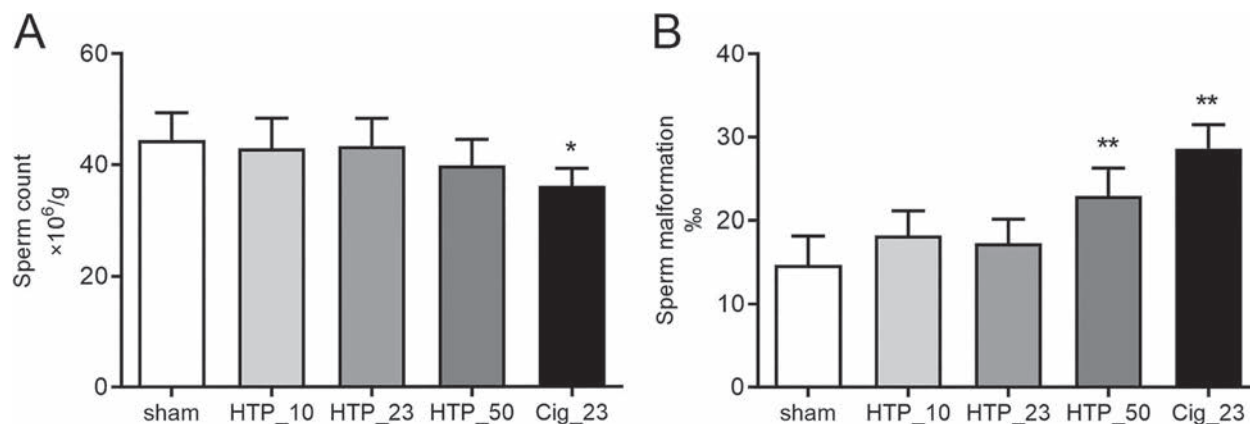 A
Sperm count
×10⁶/g
60
40
20
0
*
sham
HTP_10
HTP_23
HTP_50
Cig_23
B
Sperm malformation
‰
40
30
20
10
0
**
**
sham
HTP_10
HTP_23
HTP_50
Cig_23